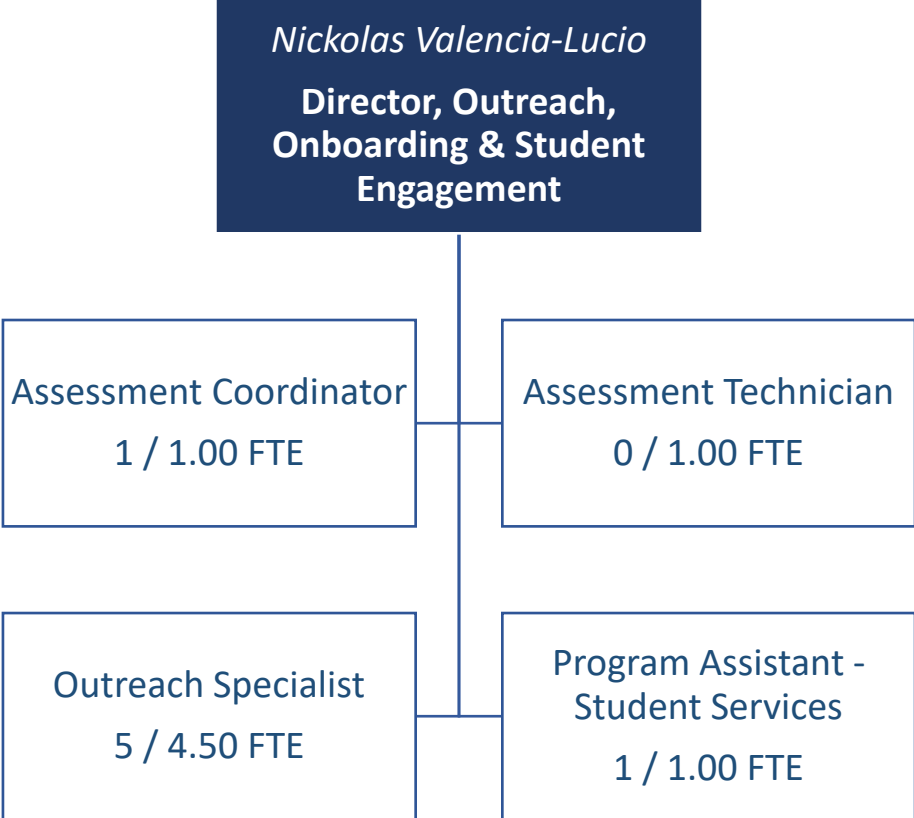 Nickolas Valencia-Lucio
Director, Outreach,
Onboarding & Student
Engagement
Assessment Coordinator
1 / 1.00 FTE
Assessment Technician
0 / 1.00 FTE
Outreach Specialist
5 / 4.50 FTE
Program Assistant -
Student Services
1 / 1.00 FTE